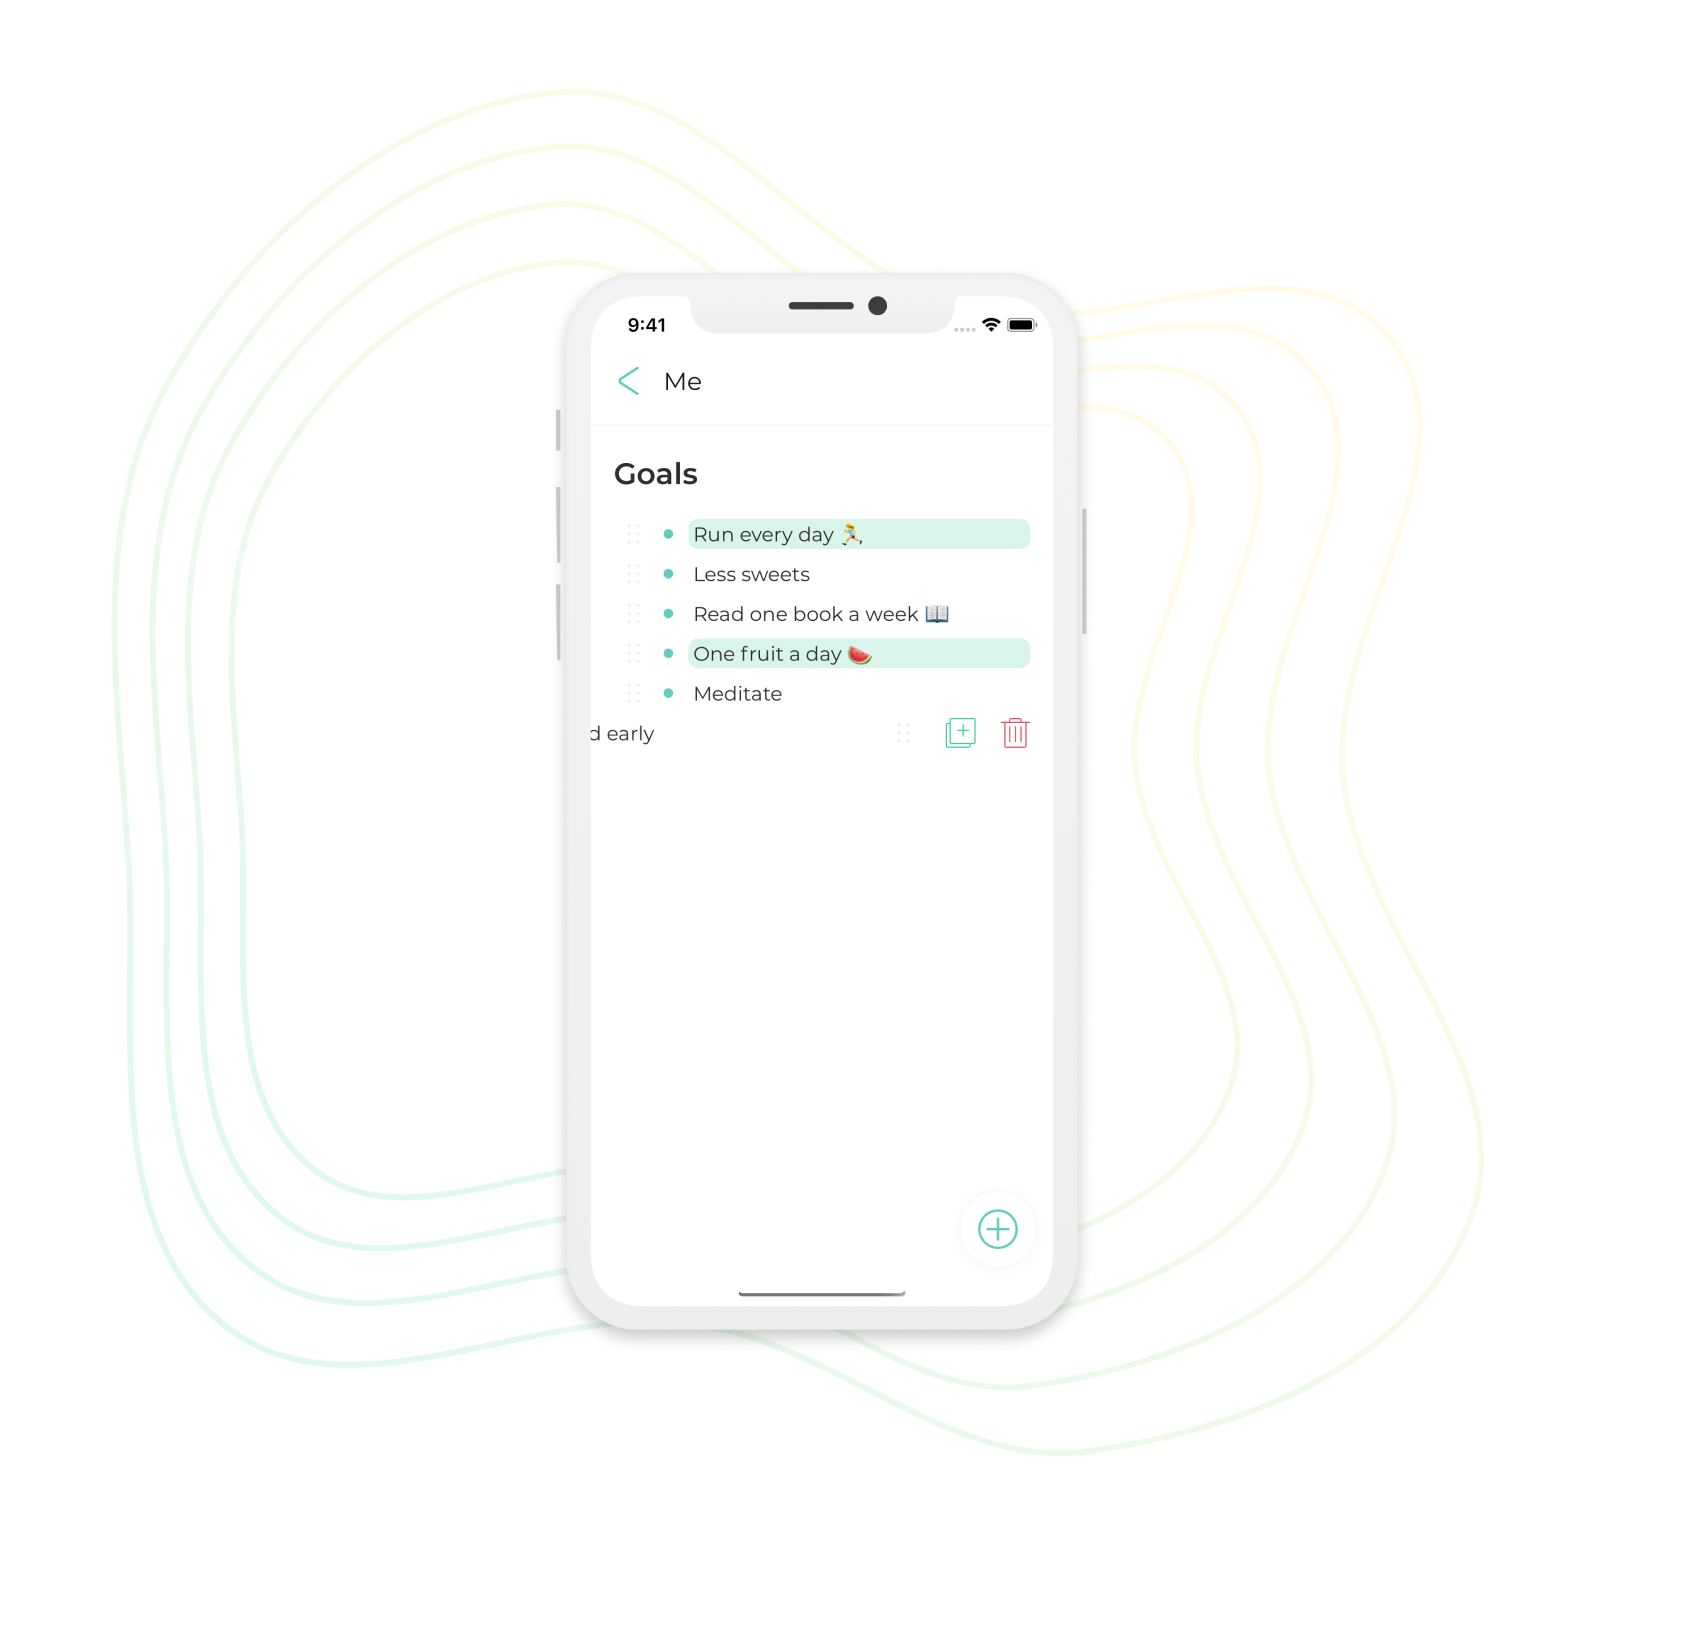 9:41
Me
Goals
Run every day 🏃
Less sweets
Read one book a week 📖
One fruit a day 🍉
Meditate
d early